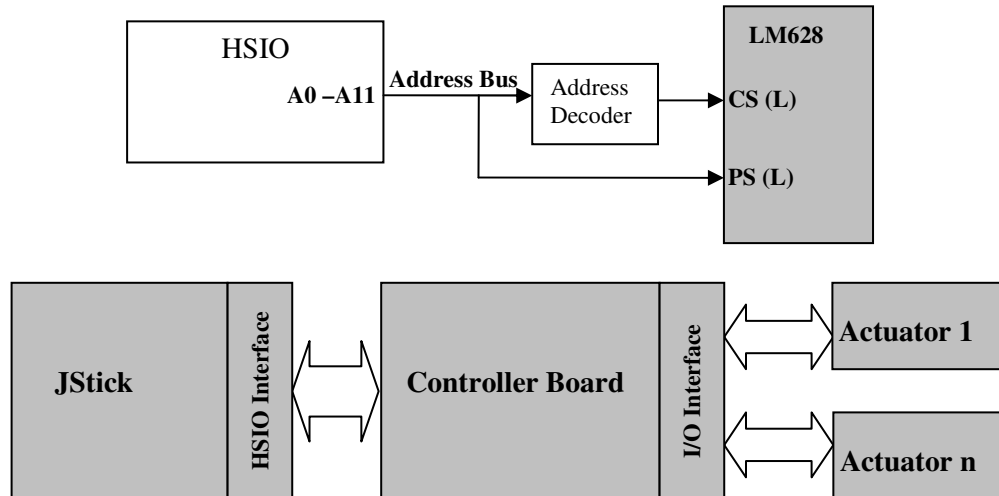 HSIO
A0 –A11
Address Bus
Address
Decoder
LM628
CS (L)
PS (L)
JStick
HSIO Interface
Controller Board
I/O Interface
Actuator 1
Actuator n